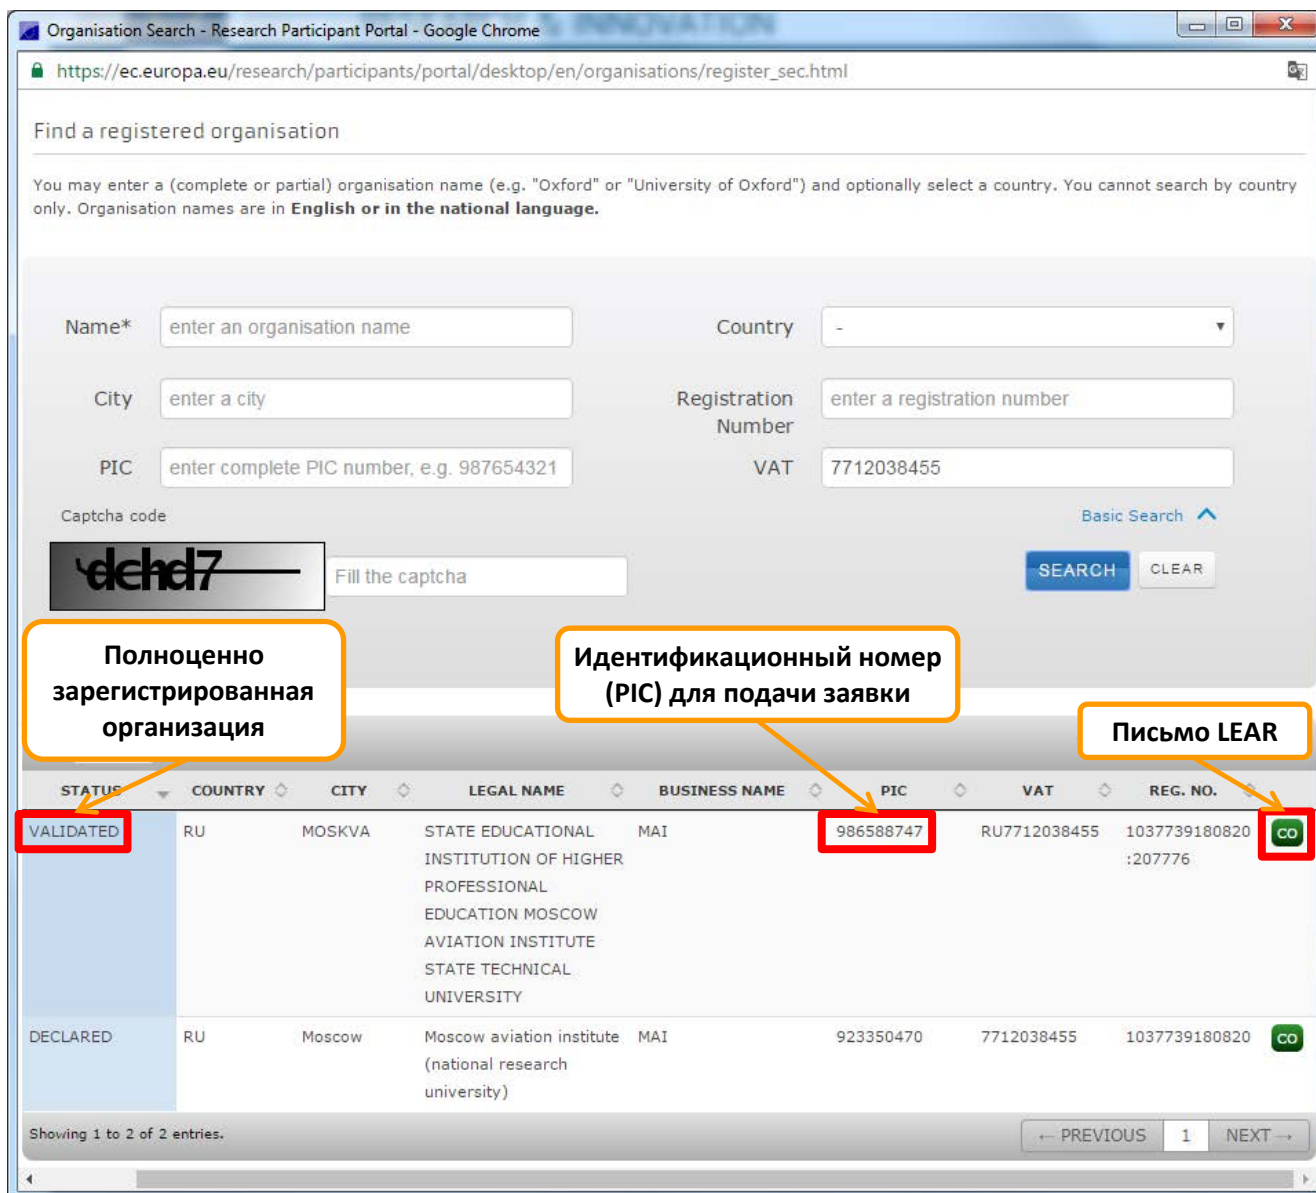 RESEARCH & INNOVATION
Organisation Search - Research Participant Portal - Google Chrome
https://ec.europa.eu/research/participants/portal/desktop/en/organisations/register_sec.html
Find a registered organisation
You may enter a (complete or partial) organisation name (e.g. "Oxford" or "University of Oxford") and optionally select a country. You cannot search by country
only. Organisation names are in English or in the national language.
Name* enter an organisation name Country -
City enter a city Registration Number enter a registration number
PIC enter complete PIC number, e.g. 987654321 VAT 7712038455
Captcha code Basic Search
dchd7 Fill the captcha SEARCH CLEAR
Полноценно
зарегистрированная
организация
Идентификационный номер
(PIC) для подачи заявки
Письмо LEAR
STATUS COUNTRY CITY LEGAL NAME BUSINESS NAME PIC VAT REG. NO.
VALIDATED RU MOSKVA STATE EDUCATIONAL MAI 986588747 RU7712038455 1037739180820 CO
INSTITUTION OF HIGHER :207776
PROFESSIONAL
EDUCATION MOSCOW
AVIATION INSTITUTE
STATE TECHNICAL
UNIVERSITY
DECLARED RU Moscow Moscow aviation institute MAI 923350470 7712038455 1037739180820 CO
(national research
university)
Showing 1 to 2 of 2 entries. ← PREVIOUS 1 NEXT →